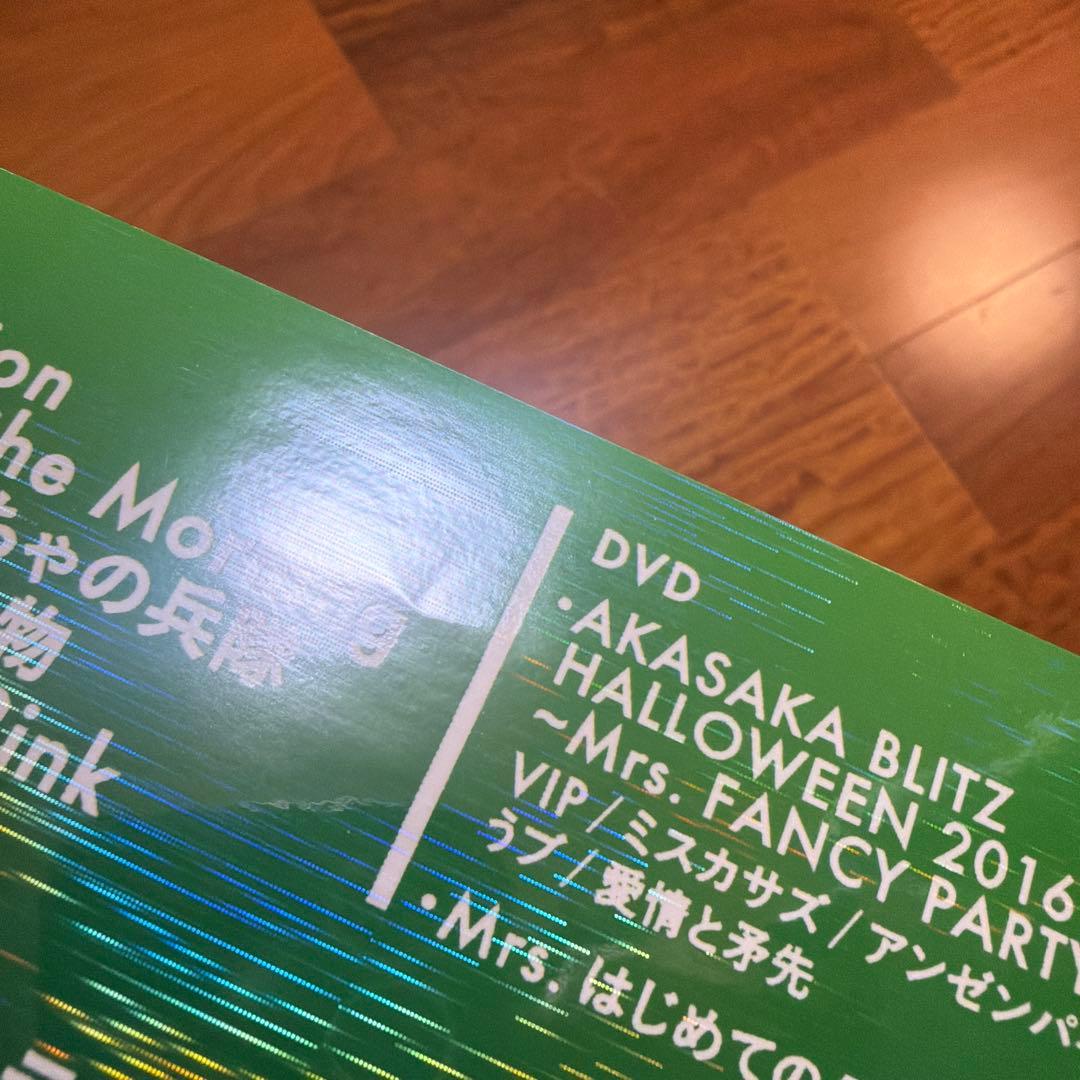 on
he Morning
ちゃの兵隊
物
ink
DVD
・AKASAKA BLITZ
HALLOWEEN 2016
~Mrs. FANCY PARTY
VIP/ミスカサズ/アンゼンパ
うブ/愛情と矛先
・Mrs. はじめての